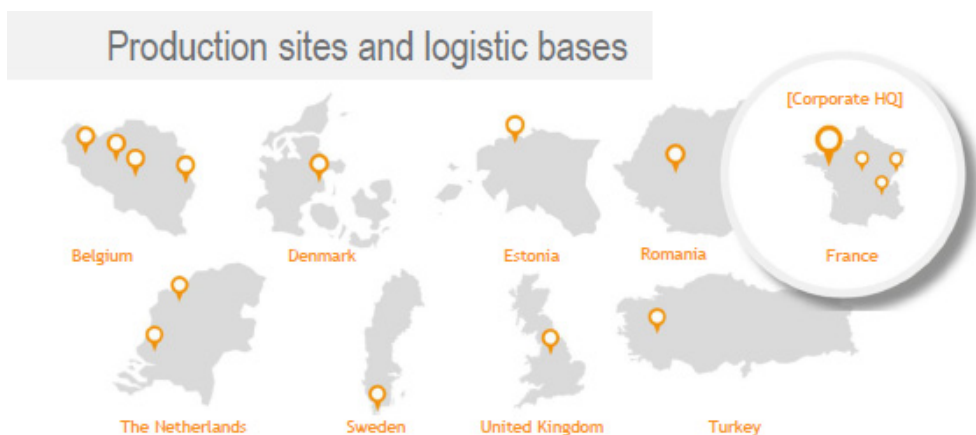 Production sites and logistic bases
[Corporate HQ]
Belgium
Denmark
Estonia
Romania
France
The Netherlands
Sweden
United Kingdom
Turkey